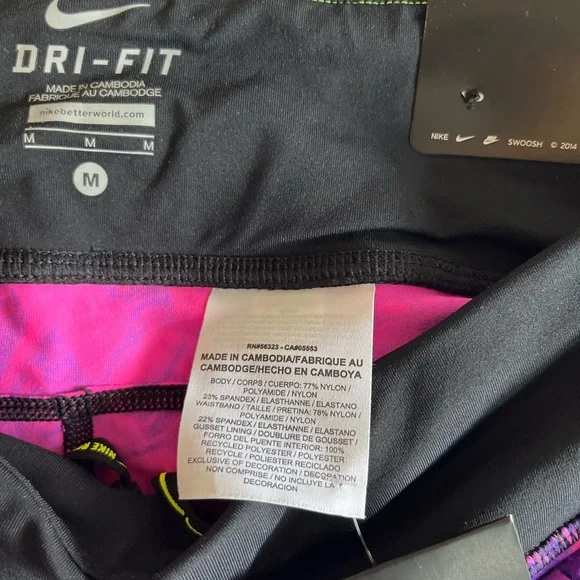 DRI-FIT
MADE IN CAMBODIA
FABRIQUÉ AU CAMBODGE
nikebetterworld.com
M M M
M
NIKE SWOOSH © 2014
RN#56323 - CA#05553
MADE IN CAMBODIA/FABRIQUE AU
CAMBODGE/HECHO EN CAMBOYA
BODY / CORPS / CUERPO: 77% NYLON /
POLYAMIDE / NYLON
23% SPANDEX / ELASTHANNE / ELASTANO
WAISTBAND / TAILLE / PRETINA: 78% NYLON /
POLYAMIDE / NYLON
22% SPANDEX / ELASTHANNE / ELASTANO
GUSSET LINING / DOUBLURE DE GOUSSET /
FORRO DEL PUENTE INTERIOR: 100%
RECYCLED POLYESTER / POLYESTER
RECYCLE / POLIESTER RECICLADO
EXCLUSIVE OF DECORATION / DECORATION
NON COMPRISE / NO INCLUYE LA
DECORACION
NIKE